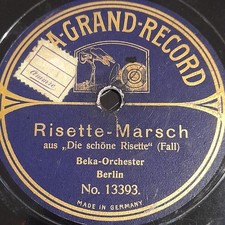 A-GRAND-RECORD
Risette-Marsch
aus „Die schöne Risette" (Fall)
Beka-Orchester
Berlin
No. 13393.
MADE IN GERMANY